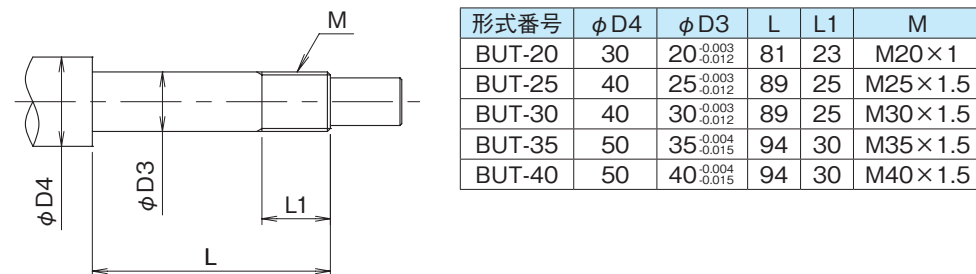 M
φD4
φD3
L1
L
形式番号 φD4 φD3 L L1 M
BUT-20 30 20 -0.003 -0.012 81 23 M20×1
BUT-25 40 25 -0.003 -0.012 89 25 M25×1.5
BUT-30 40 30 -0.003 -0.012 89 25 M30×1.5
BUT-35 50 35 -0.004 -0.015 94 30 M35×1.5
BUT-40 50 40 -0.004 -0.015 94 30 M40×1.5